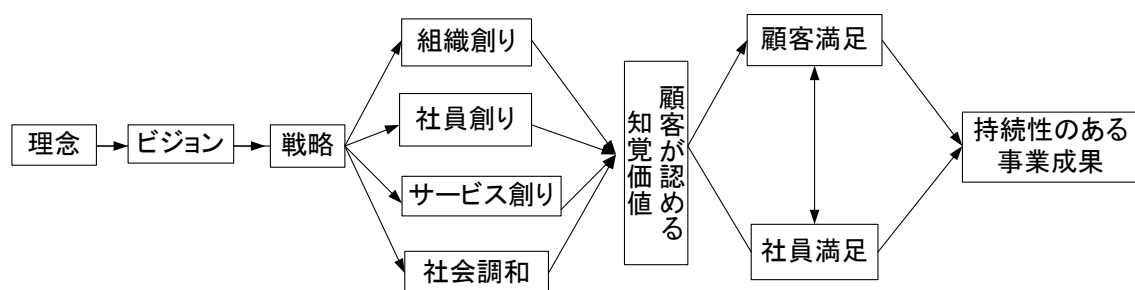 理念
ビジョン
戦略
組織創り
社員創り
サービス創り
社会調和
顧客が認める
知覚価値
顧客満足
社員満足
持続性のある
事業成果